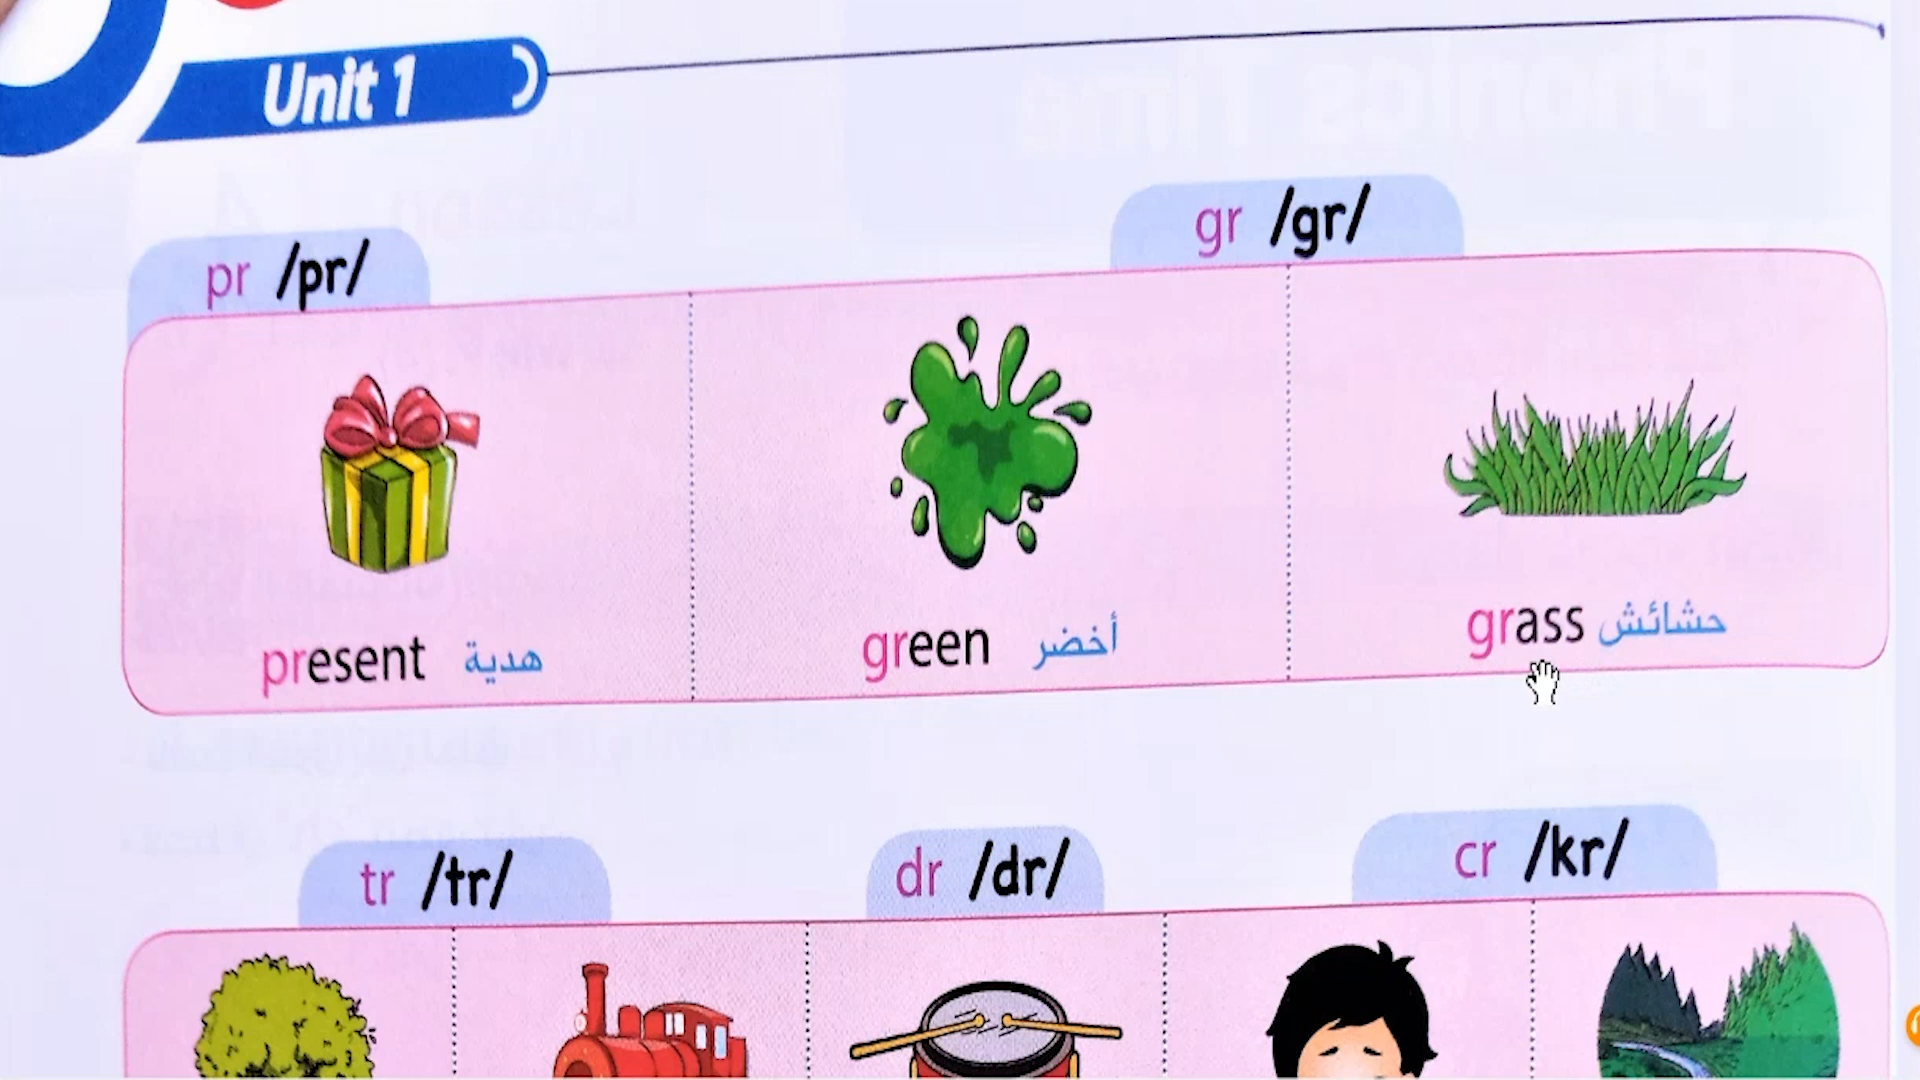 Unit 1
pr /pr/
gr /gr/
present هدية
green أخضر
grass حشائش
tr /tr/
dr /dr/
cr /kr/